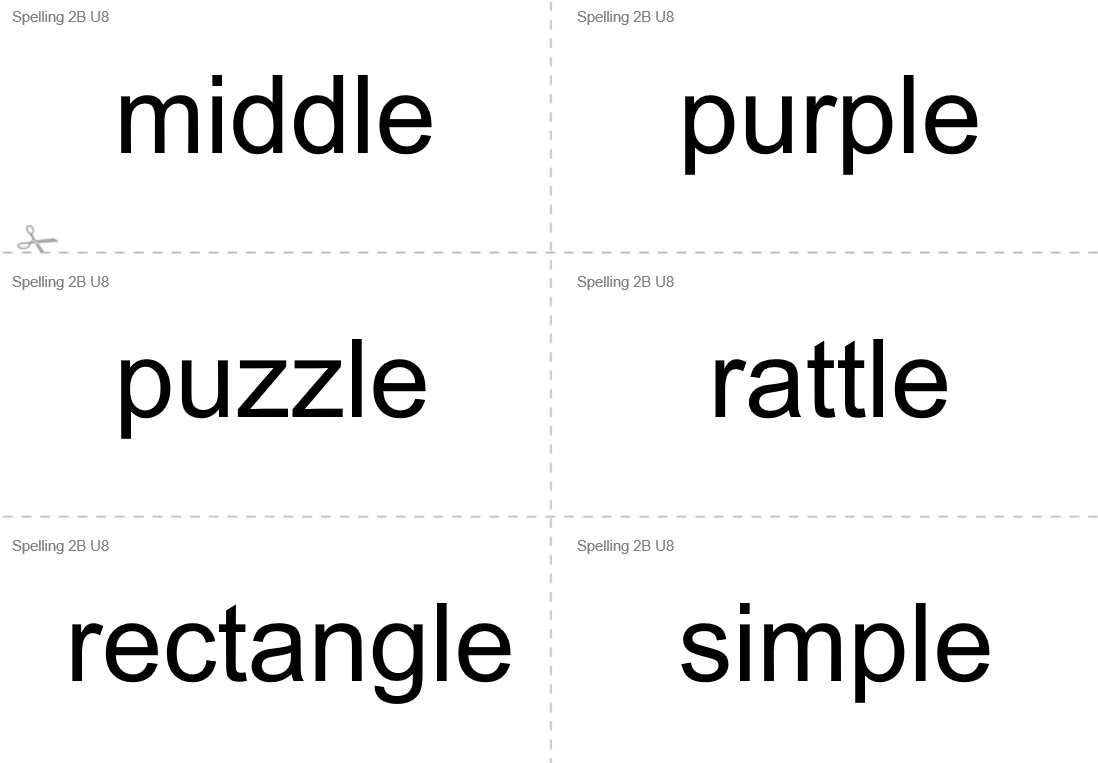 Spelling 2B U8
middle
Spelling 2B U8
purple
Spelling 2B U8
puzzle
Spelling 2B U8
rattle
Spelling 2B U8
rectangle
Spelling 2B U8
simple